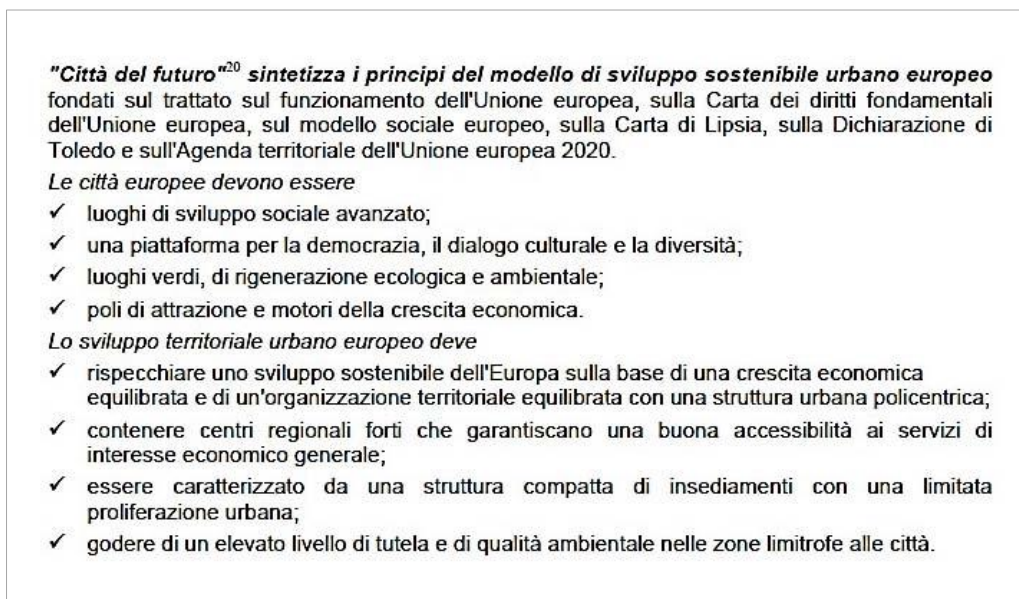 "Città del futuro"20 sintetizza i principi del modello di sviluppo sostenibile urbano europeo
fondati sul trattato sul funzionamento dell'Unione europea, sulla Carta dei diritti fondamentali
dell'Unione europea, sul modello sociale europeo, sulla Carta di Lipsia, sulla Dichiarazione di
Toledo e sull'Agenda territoriale dell'Unione europea 2020.
Le città europee devono essere
✓ luoghi di sviluppo sociale avanzato;
✓ una piattaforma per la democrazia, il dialogo culturale e la diversità;
✓ luoghi verdi, di rigenerazione ecologica e ambientale;
✓ poli di attrazione e motori della crescita economica.
Lo sviluppo territoriale urbano europeo deve
✓ rispecchiare uno sviluppo sostenibile dell'Europa sulla base di una crescita economica
equilibrata e di un'organizzazione territoriale equilibrata con una struttura urbana policentrica;
✓ contenere centri regionali forti che garantiscano una buona accessibilità ai servizi di
interesse economico generale;
✓ essere caratterizzato da una struttura compatta di insediamenti con una limitata
proliferazione urbana;
✓ godere di un elevato livello di tutela e di qualità ambientale nelle zone limitrofe alle città.